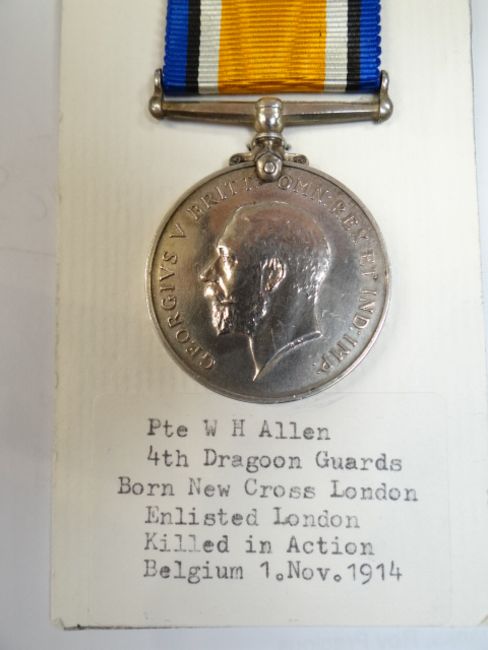 GEORGIVS V BRITT: OMN: REX ET IND: IMP:
Pte W H Allen
4th Dragoon Guards
Born New Cross London
Enlisted London
Killed in Action
Belgium 1.Nov.1914